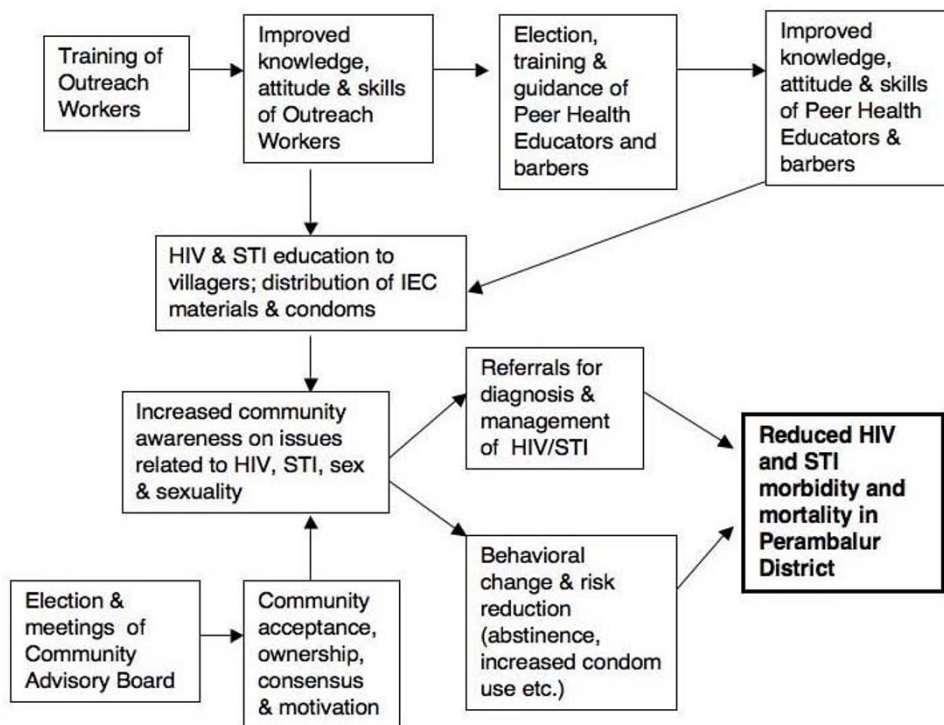 Training of
Outreach
Workers
Improved
knowledge,
attitude & skills
of Outreach
Workers
Election,
training &
guidance of
Peer Health
Educators and
barbers
Improved
knowledge,
attitude & skills
of Peer Health
Educators &
barbers
HIV & STI education to
villagers; distribution of IEC
materials & condoms
Increased community
awareness on issues
related to HIV, STI, sex
& sexuality
Referrals for
diagnosis &
management
of HIV/STI
Reduced HIV
and STI
morbidity and
mortality in
Perambalur
District
Behavioral
change & risk
reduction
(abstinence,
increased condom
use etc.)
Election &
meetings of
Community
Advisory Board
Community
acceptance,
ownership,
consensus
& motivation